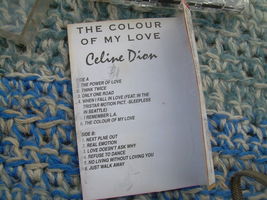 THE COLOUR
OF MY LOVE
Celine Dion
SIDE A
1. THE POWER OF LOVE
2. THINK TWICE
3. ONLY ONE ROAD
4. WHEN I FALL IN LOVE (FEAT. IN THE
TRISTAR MOTION PICT. -SLEEPLESS
IN SEATTLE)
5. I REMEMBER L.A.
6. THE COLOUR OF MY LOVE
SIDE B:
1. NEXT PLNE OUT
2. REAL EMOTION
3. LOVE DOESN'T ASK WHY
4. REFUSE TO DANCE
5. NO LIVING WITHOUT LOVING YOU
6. JUST WALK AWAY